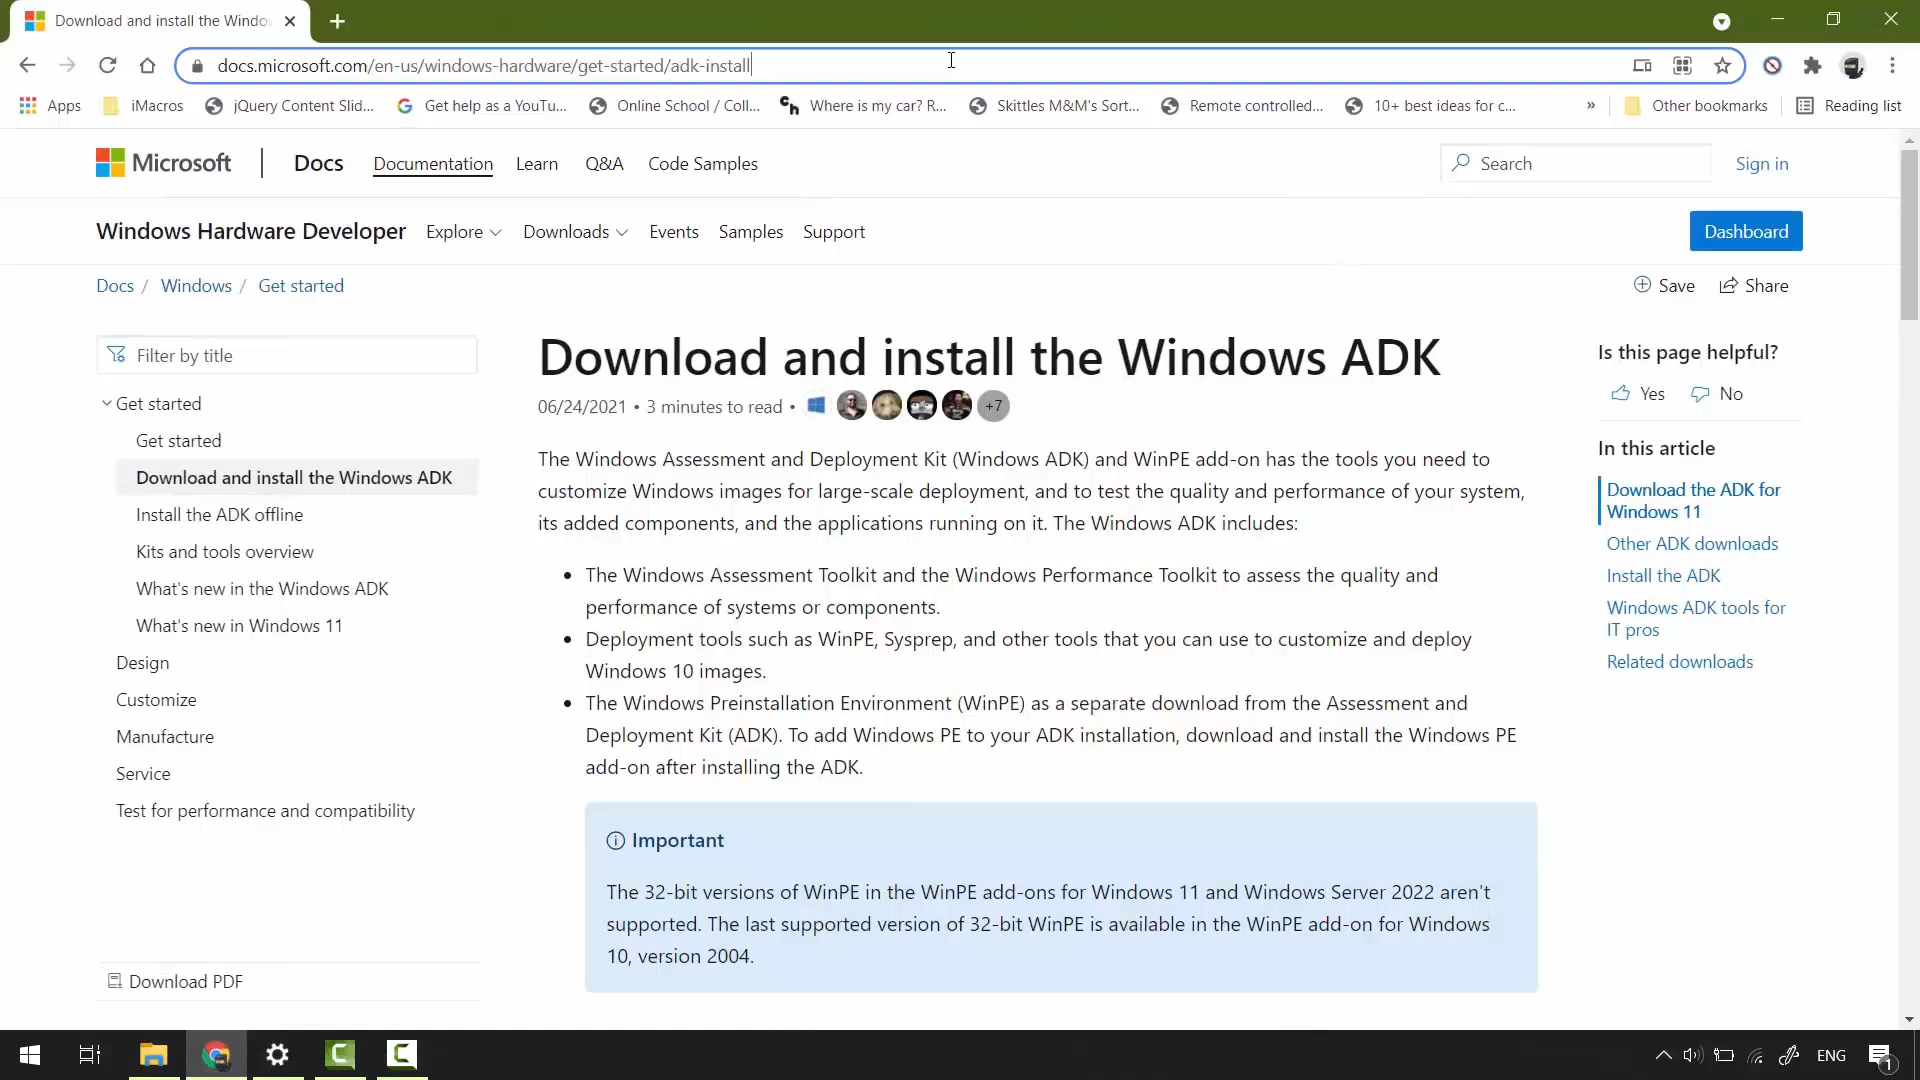 Download and install the Windo
docs.microsoft.com/en-us/windows-hardware/get-started/adk-install
Apps
iMacros
jQuery Content Slid...
Get help as a YouTu...
Online School / Coll...
Where is my car? R...
Skittles M&M's Sort...
Remote controlled...
10+ best ideas for c...
»
Other bookmarks
Reading list
Microsoft
Docs
Documentation
Learn
Q&A
Code Samples
Search
Sign in
Windows Hardware Developer
Explore
Downloads
Events
Samples
Support
Dashboard
Docs / Windows / Get started
Save
Share
Filter by title
Get started
Get started
Download and install the Windows ADK
Install the ADK offline
Kits and tools overview
What's new in the Windows ADK
What's new in Windows 11
Design
Customize
Manufacture
Service
Test for performance and compatibility
Download PDF
Download and install the Windows ADK
06/24/2021 • 3 minutes to read •
+7
The Windows Assessment and Deployment Kit (Windows ADK) and WinPE add-on has the tools you need to
customize Windows images for large-scale deployment, and to test the quality and performance of your system,
its added components, and the applications running on it. The Windows ADK includes:
• The Windows Assessment Toolkit and the Windows Performance Toolkit to assess the quality and
performance of systems or components.
• Deployment tools such as WinPE, Sysprep, and other tools that you can use to customize and deploy
Windows 10 images.
• The Windows Preinstallation Environment (WinPE) as a separate download from the Assessment and
Deployment Kit (ADK). To add Windows PE to your ADK installation, download and install the Windows PE
add-on after installing the ADK.
Important
The 32-bit versions of WinPE in the WinPE add-ons for Windows 11 and Windows Server 2022 aren't
supported. The last supported version of 32-bit WinPE is available in the WinPE add-on for Windows
10, version 2004.
Is this page helpful?
Yes
No
In this article
Download the ADK for
Windows 11
Other ADK downloads
Install the ADK
Windows ADK tools for
IT pros
Related downloads
ENG
1